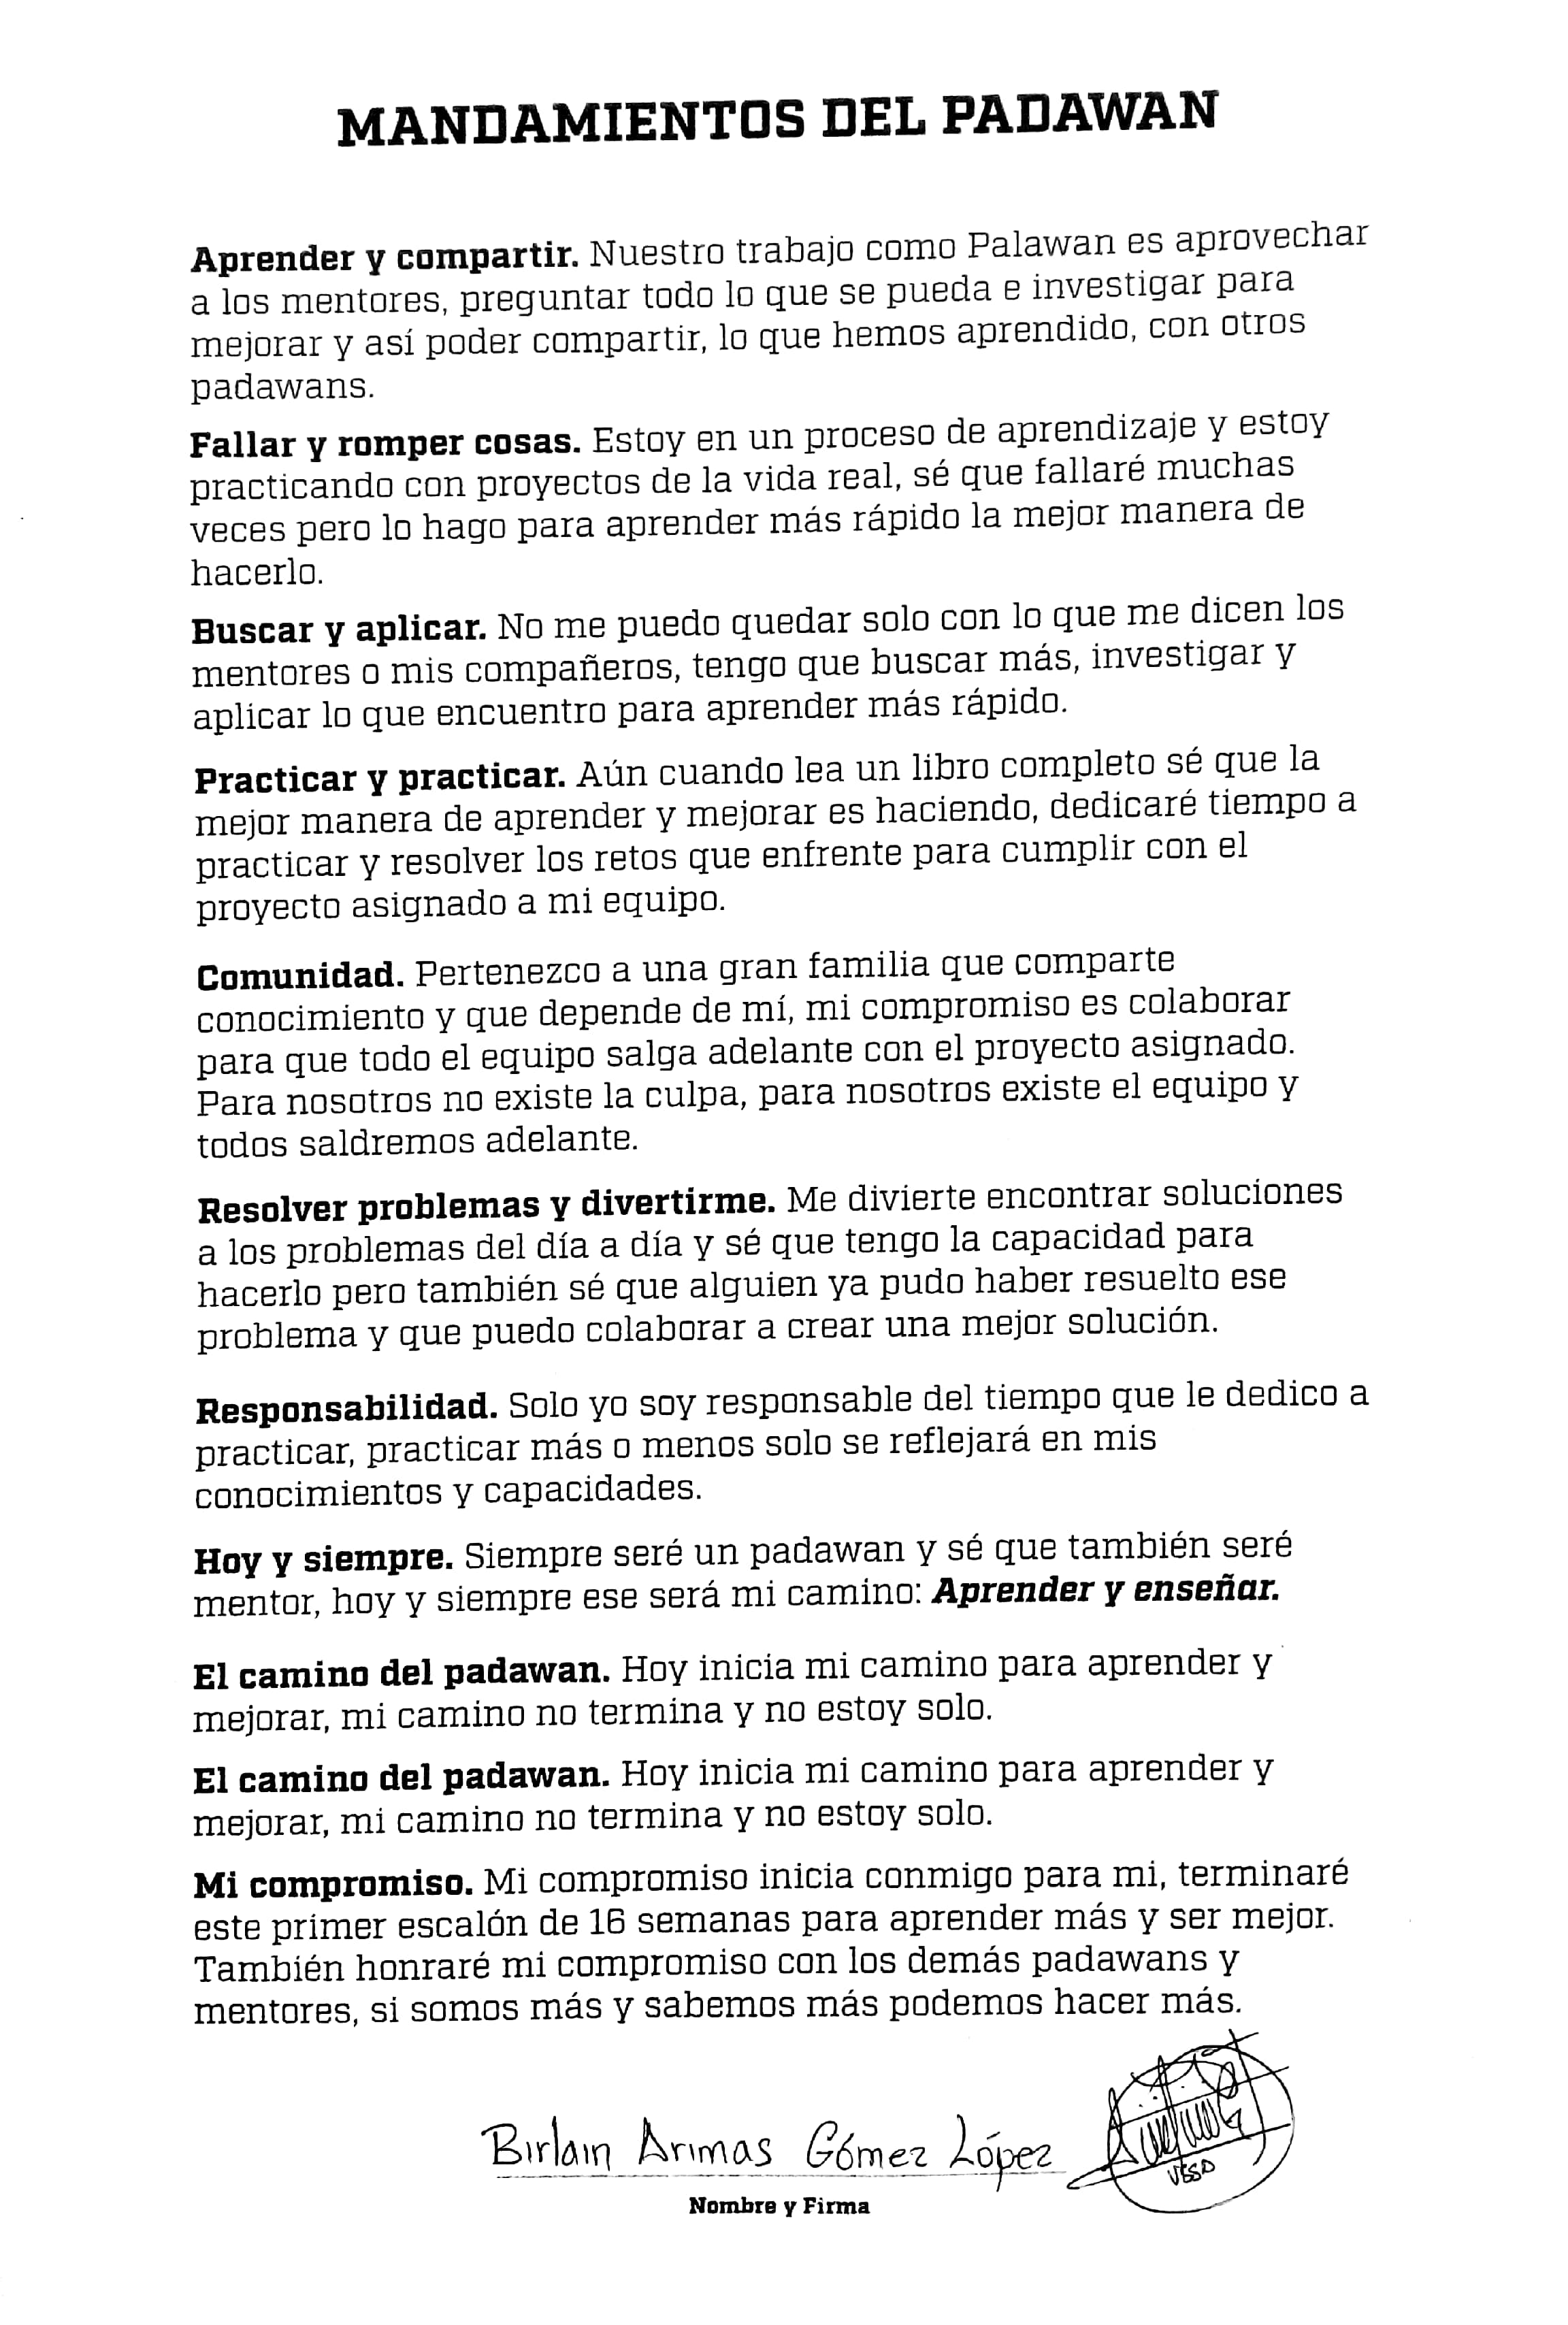 MANDAMIENTOS DEL PADAWAN
Aprender y compartir. Nuestro trabajo como Palawan es aprovechar
a los mentores, preguntar todo lo que se pueda e investigar para
mejorar y así poder compartir, lo que hemos aprendido, con otros
padawans.
Fallar y romper cosas. Estoy en un proceso de aprendizaje y estoy
practicando con proyectos de la vida real, sé que fallaré muchas
veces pero lo hago para aprender más rápido la mejor manera de
hacerlo.
Buscar y aplicar. No me puedo quedar solo con lo que me dicen los
mentores o mis compañeros, tengo que buscar más, investigar y
aplicar lo que encuentro para aprender más rápido.
Practicar y practicar. Aún cuando lea un libro completo sé que la
mejor manera de aprender y mejorar es haciendo, dedicaré tiempo a
practicar y resolver los retos que enfrente para cumplir con el
proyecto asignado a mi equipo.
Comunidad. Pertenezco a una gran familia que comparte
conocimiento y que depende de mí, mi compromiso es colaborar
para que todo el equipo salga adelante con el proyecto asignado.
Para nosotros no existe la culpa, para nosotros existe el equipo y
todos saldremos adelante.
Resolver problemas y divertirme. Me divierte encontrar soluciones
a los problemas del día a día y sé que tengo la capacidad para
hacerlo pero también sé que alguien ya pudo haber resuelto ese
problema y que puedo colaborar a crear una mejor solución.
Responsabilidad. Solo yo soy responsable del tiempo que le dedico a
practicar, practicar más o menos solo se reflejará en mis
conocimientos y capacidades.
Hoy y siempre. Siempre seré un padawan y sé que también seré
mentor, hoy y siempre ese será mi camino: Aprender y enseñar.
El camino del padawan. Hoy inicia mi camino para aprender y
mejorar, mi camino no termina y no estoy solo.
El camino del padawan. Hoy inicia mi camino para aprender y
mejorar, mi camino no termina y no estoy solo.
Mi compromiso. Mi compromiso inicia conmigo para mi, terminaré
este primer escalón de 16 semanas para aprender más y ser mejor.
También honraré mi compromiso con los demás padawans y
mentores, si somos más y sabemos más podemos hacer más.
Birlain Arimas Gómez López
Nombre y Firma